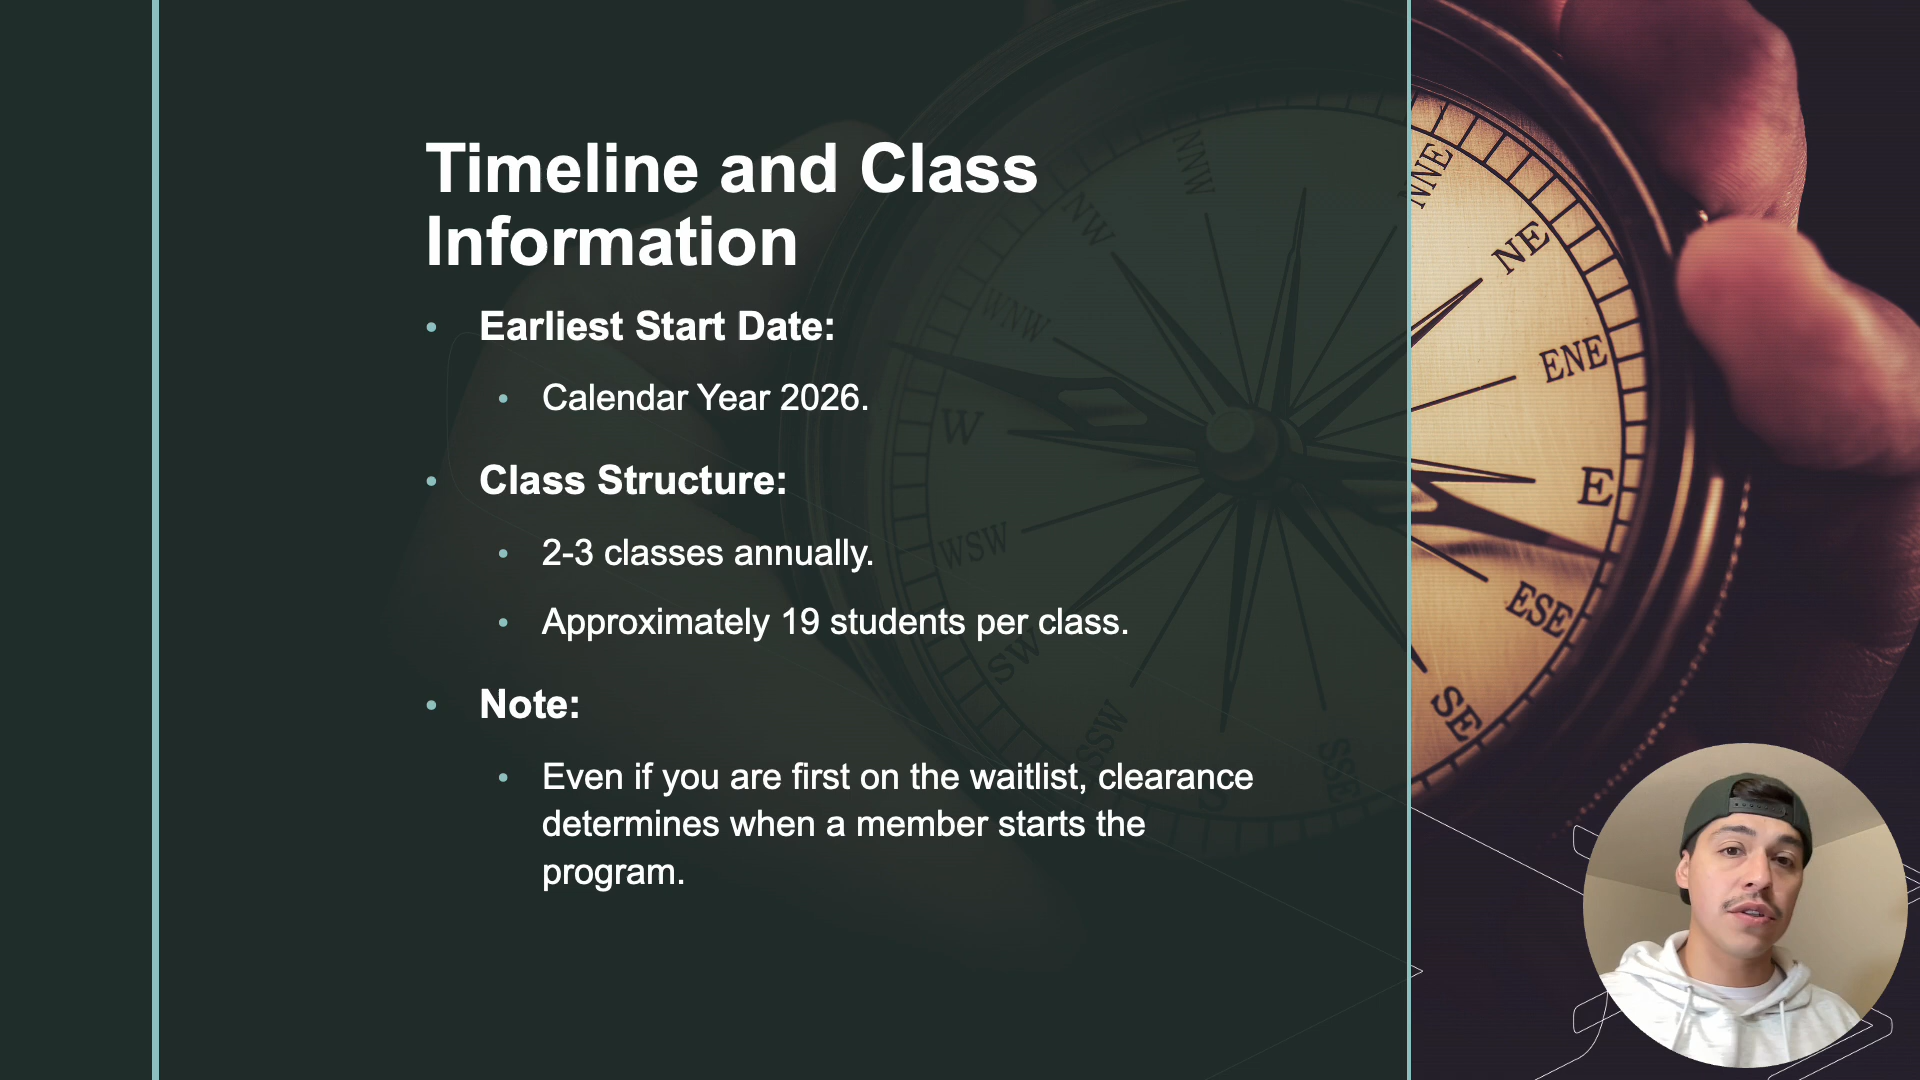 Timeline and Class
Information
• Earliest Start Date:
• Calendar Year 2026.
• Class Structure:
• 2-3 classes annually.
• Approximately 19 students per class.
• Note:
• Even if you are first on the waitlist, clearance
determines when a member starts the
program.
NNW
NW
WNW
W
WSW
SW
SSW
SSE
NNE
NE
ENE
E
ESE
SE